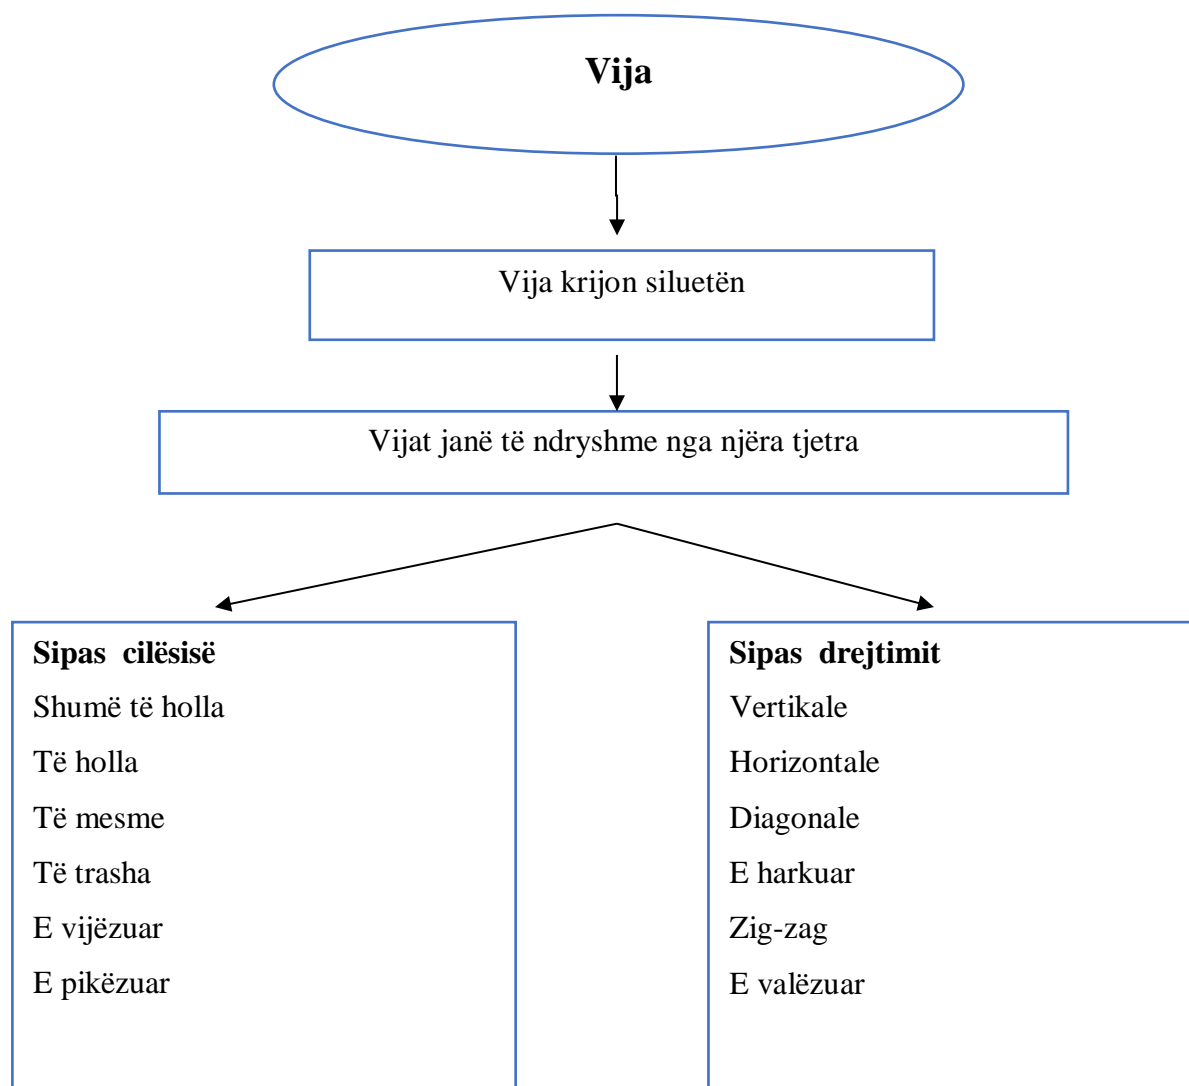 Vija
Vija krijon siluetën
Vijat janë të ndryshme nga njëra tjetra
Sipas cilësisë
Shumë të holla
Të holla
Të mesme
Të trasha
E vijëzuar
E pikëzuar
Sipas drejtimit
Vertikale
Horizontale
Diagonale
E harkuar
Zig-zag
E valëzuar